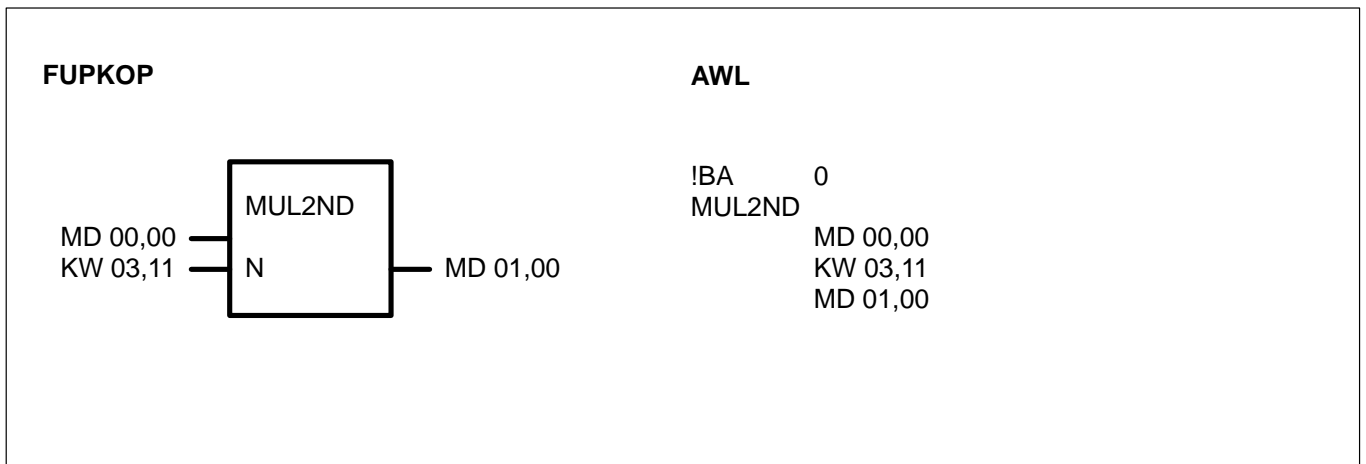 FUPKOP
MUL2ND
MD 00,00
KW 03,11 N MD 01,00
AWL
!BA 0
MUL2ND
MD 00,00
KW 03,11
MD 01,00